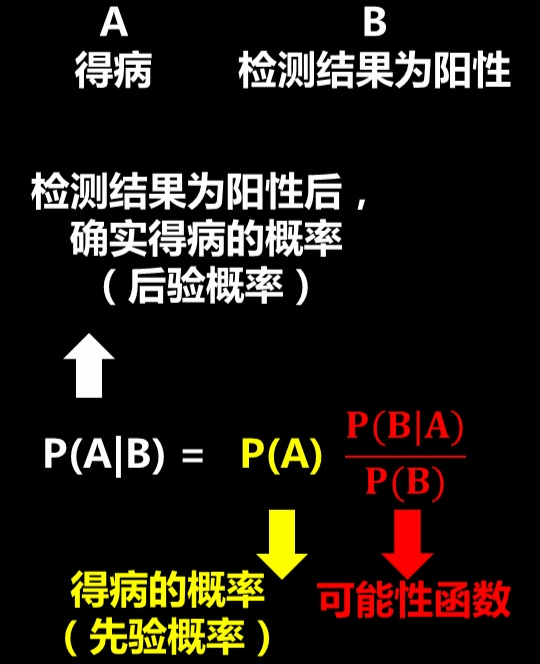 A B
得病 检测结果为阳性
检测结果为阳性后，
确实得病的概率
（后验概率）
P(A|B) = P(A) P(B|A)
P(B)
得病的概率 可能性函数
（先验概率）